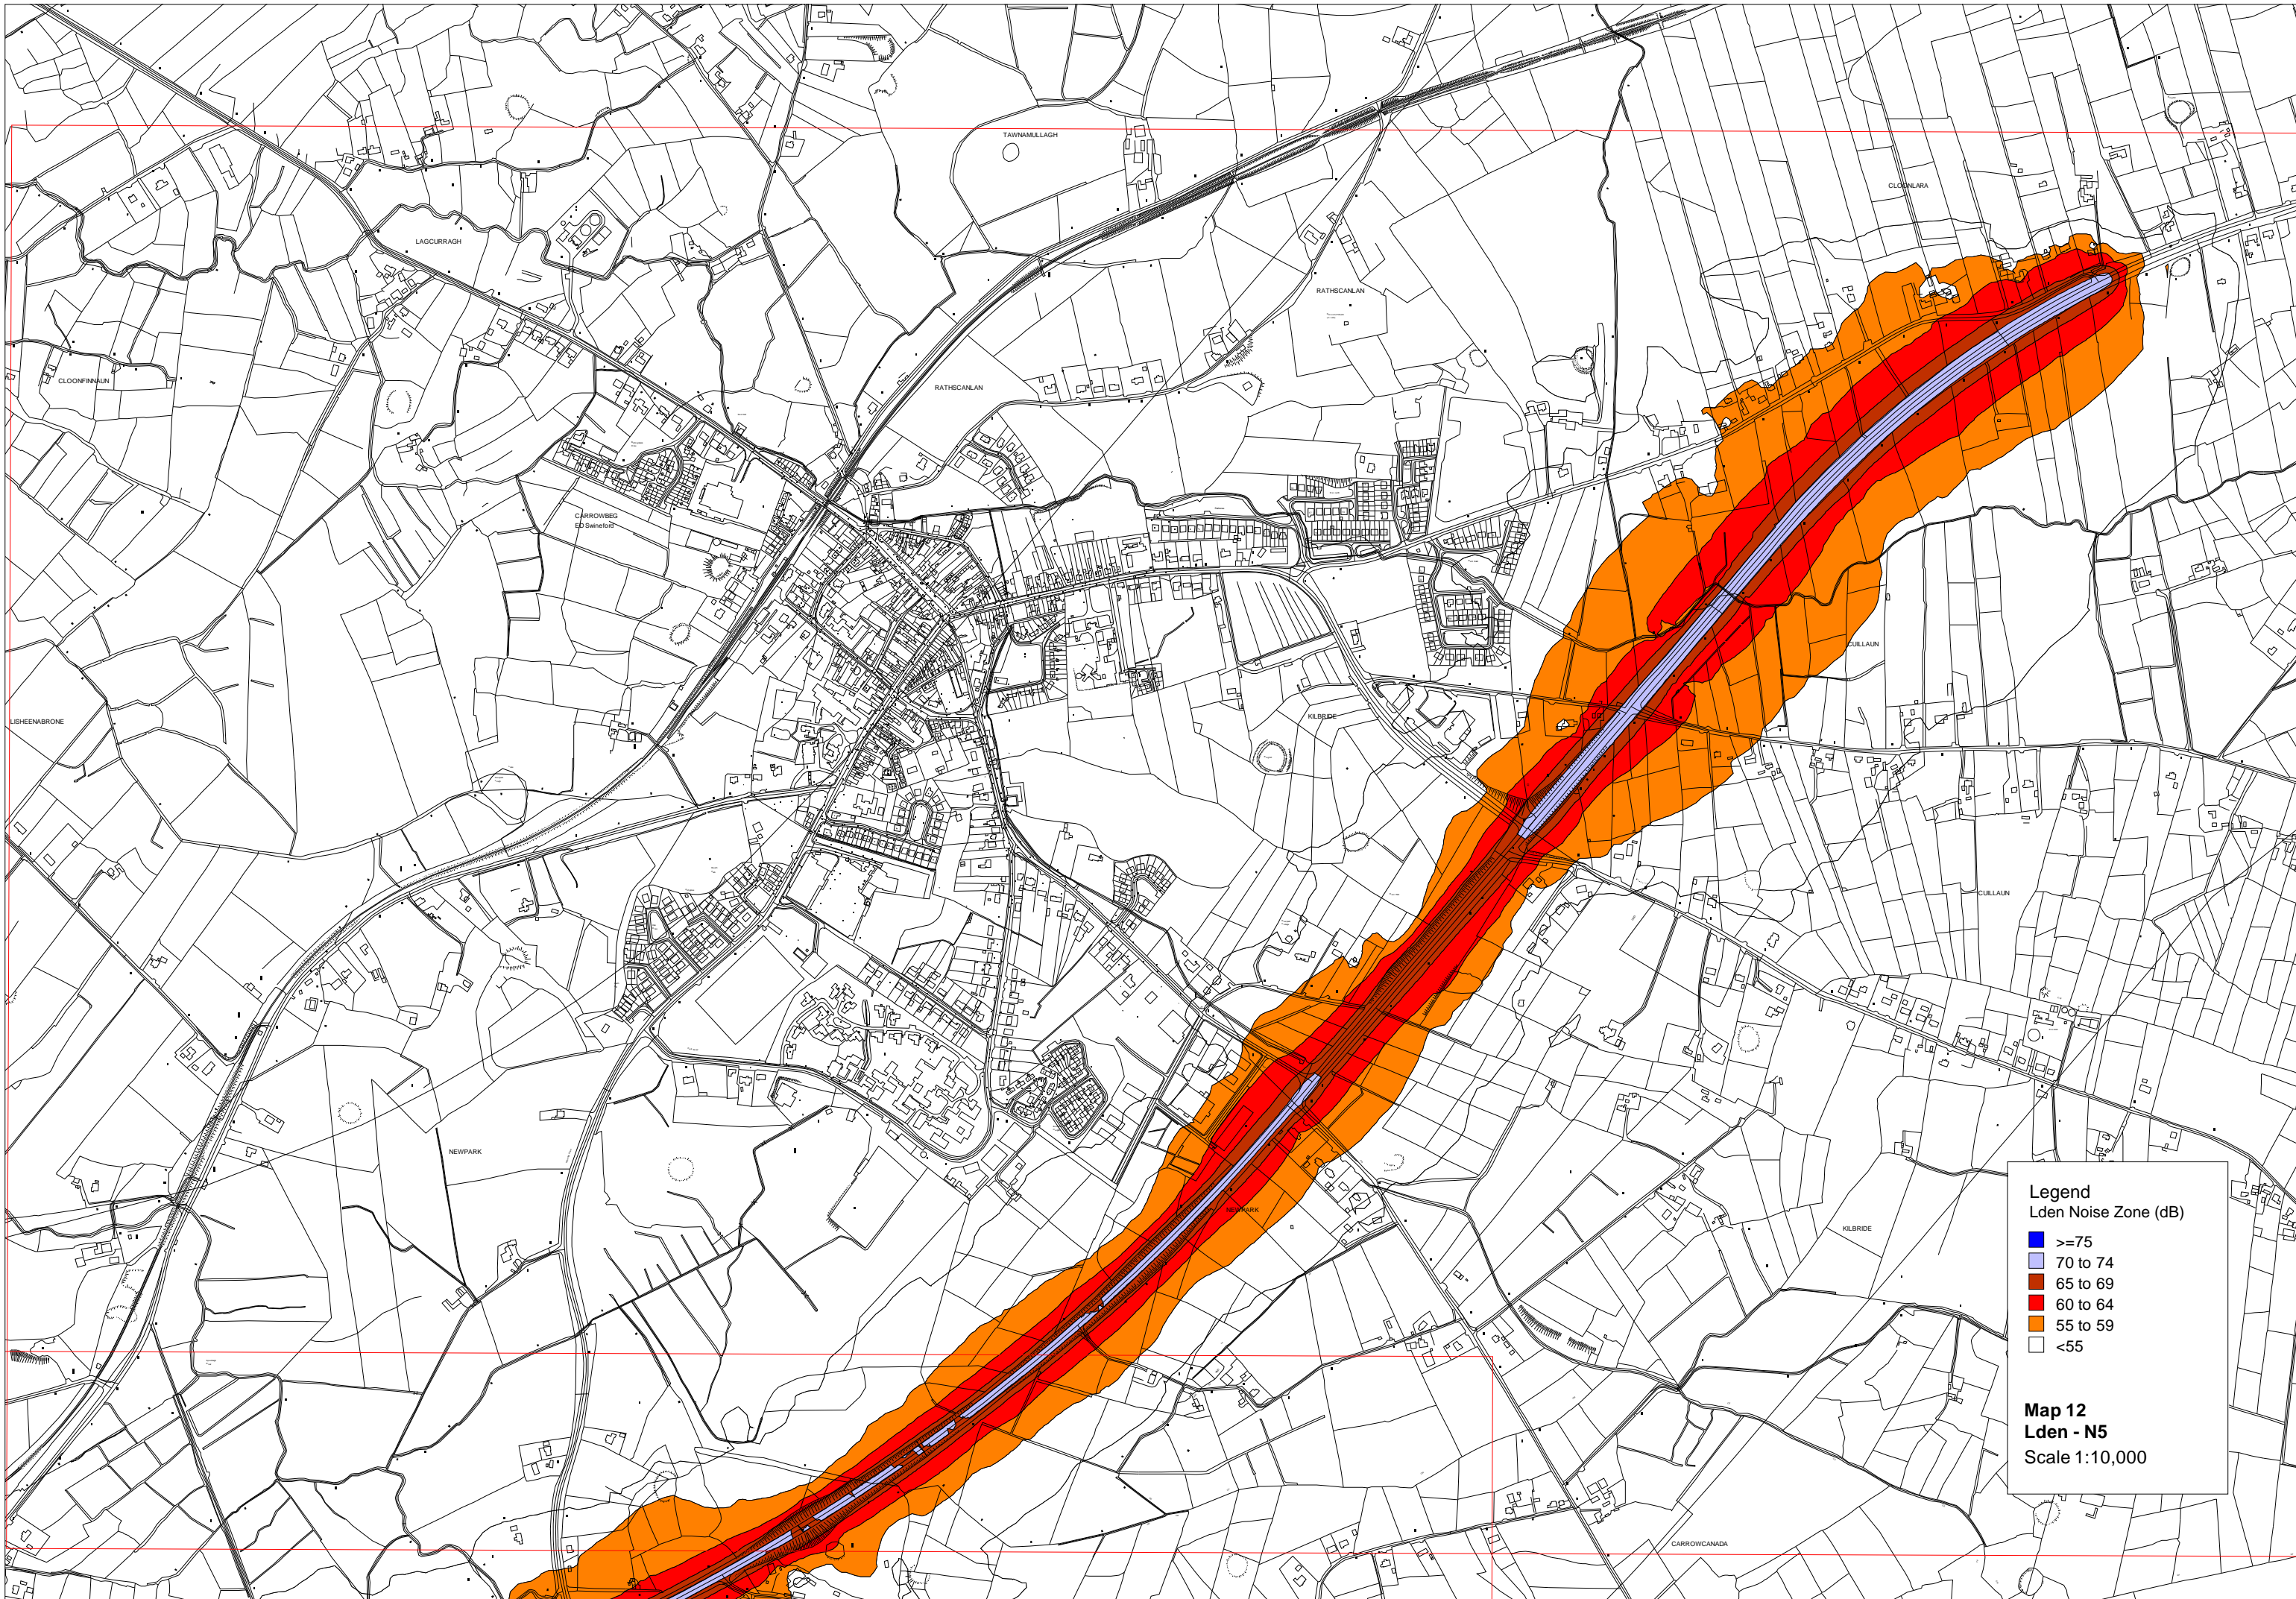 TAWNAMULLAGH
CLOONLARA
LAGCURRAGH
RATHSCANLAN
CLOONFINNAUN
RATHSCANLAN
CARROWBEG
ED Swineford
CUILLAUN
LISHEENABRONE
KILBRIDE
CUILLAUN
NEWPARK
NEWPARK
KILBRIDE
CARROWCANADA
Legend
Lden Noise Zone (dB)
>=75
70 to 74
65 to 69
60 to 64
55 to 59
<55
Map 12
Lden - N5
Scale 1:10,000